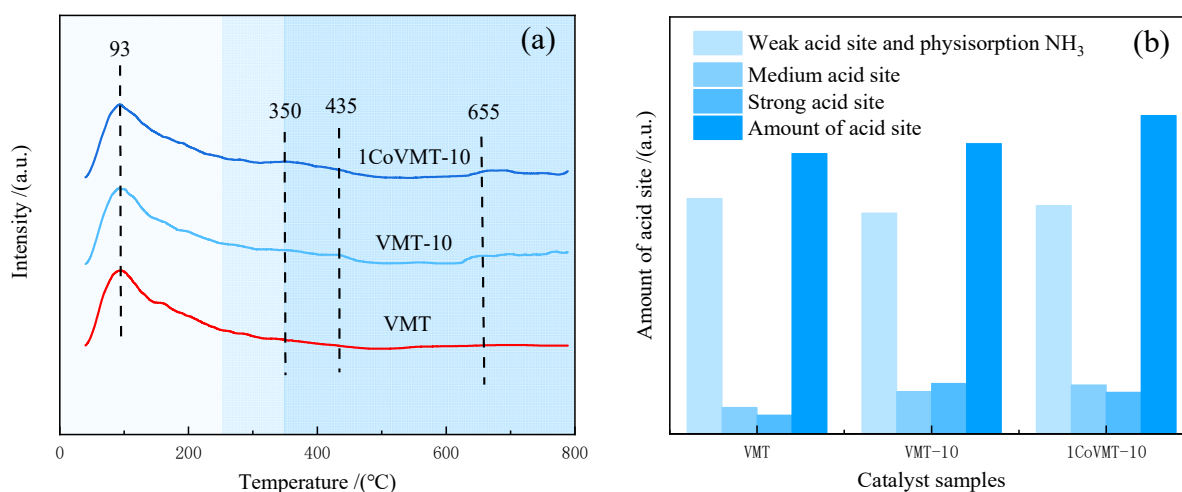 (a)
93
350
435
655
1CoVMT-10
VMT-10
VMT
Intensity /(a.u.)
0
200
400
600
800
Temperature /(℃)
(b)
Weak acid site and physisorption NH₃
Medium acid site
Strong acid site
Amount of acid site
Amount of acid site /(a.u.)
VMT
VMT-10
1CoVMT-10
Catalyst samples